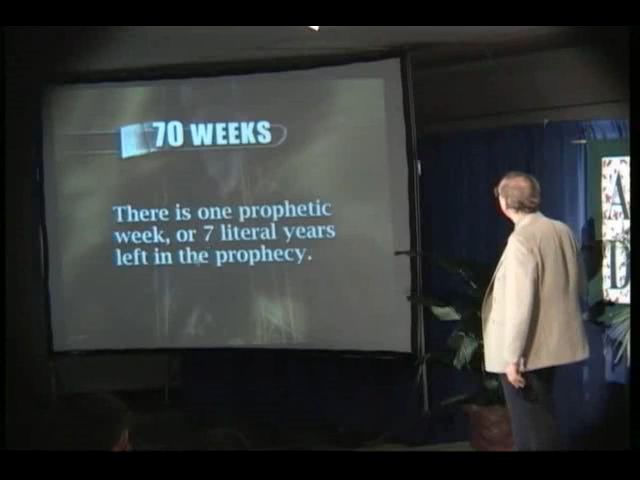 70 WEEKS
There is one prophetic
week, or 7 literal years
left in the prophecy.
A
D